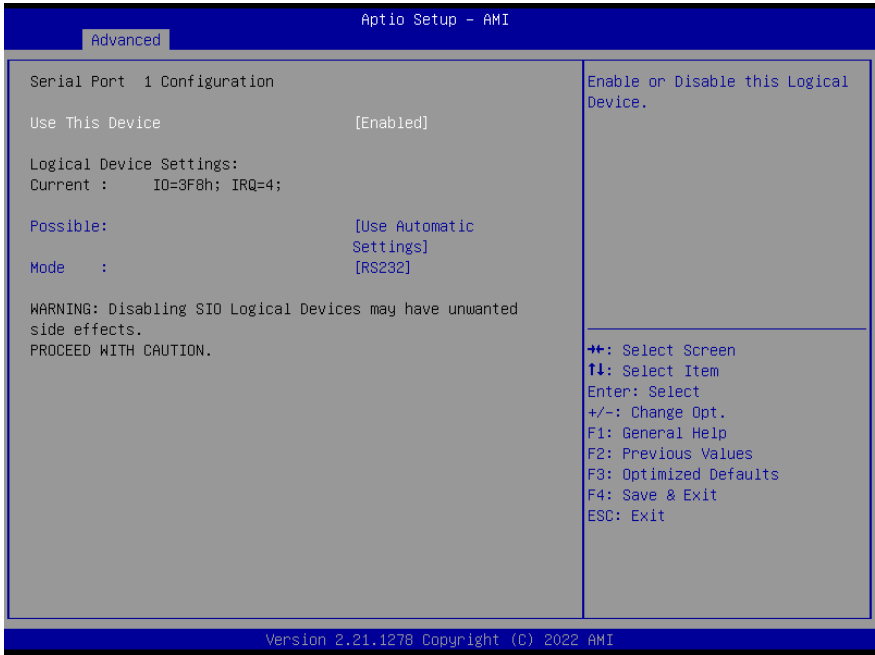 Aptio Setup – AMI
Advanced
Serial Port 1 Configuration
Use This Device [Enabled]
Logical Device Settings:
Current : IO=3F8h; IRQ=4;
Possible: [Use Automatic
Settings]
Mode : [RS232]
WARNING: Disabling SIO Logical Devices may have unwanted
side effects.
PROCEED WITH CAUTION.
Enable or Disable this Logical
Device.
→←: Select Screen
↑↓: Select Item
Enter: Select
+/-: Change Opt.
F1: General Help
F2: Previous Values
F3: Optimized Defaults
F4: Save & Exit
ESC: Exit
Version 2.21.1278 Copyright (C) 2022 AMI